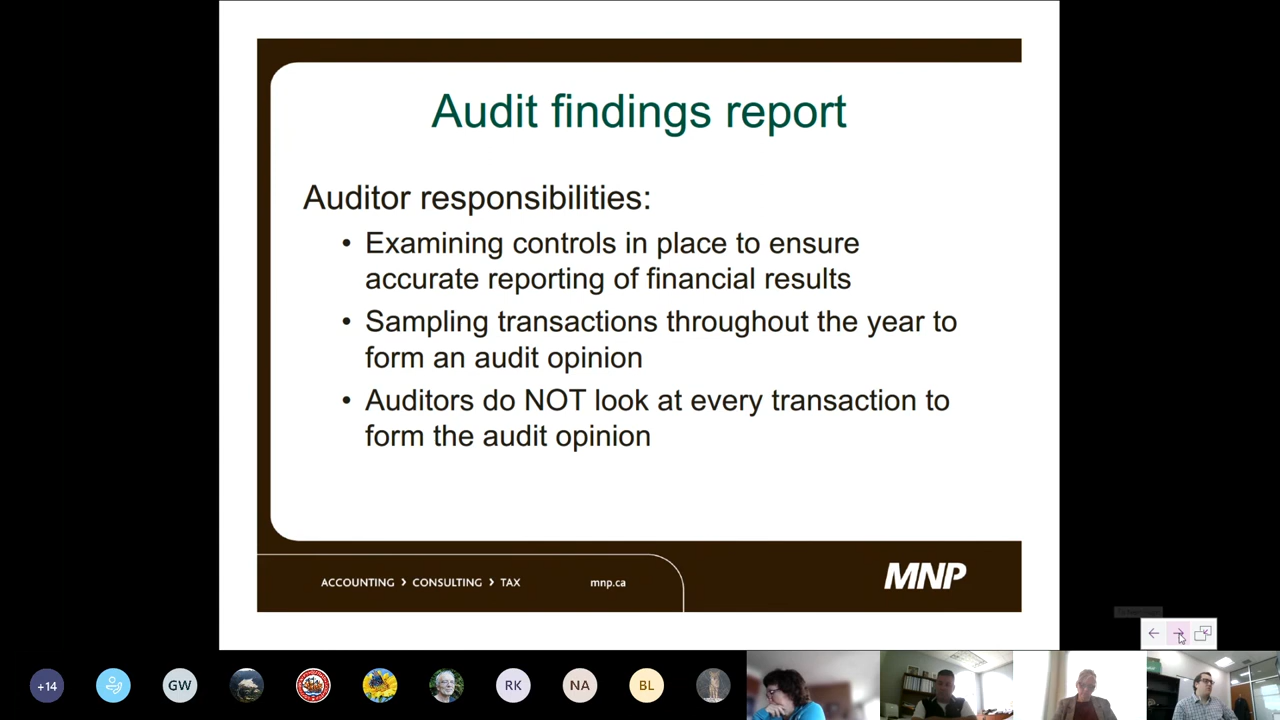 Audit findings report
Auditor responsibilities:
• Examining controls in place to ensure
accurate reporting of financial results
• Sampling transactions throughout the year to
form an audit opinion
• Auditors do NOT look at every transaction to
form the audit opinion
ACCOUNTING › CONSULTING › TAX
mnp.ca
MNP
+14
GW
RK
NA
BL